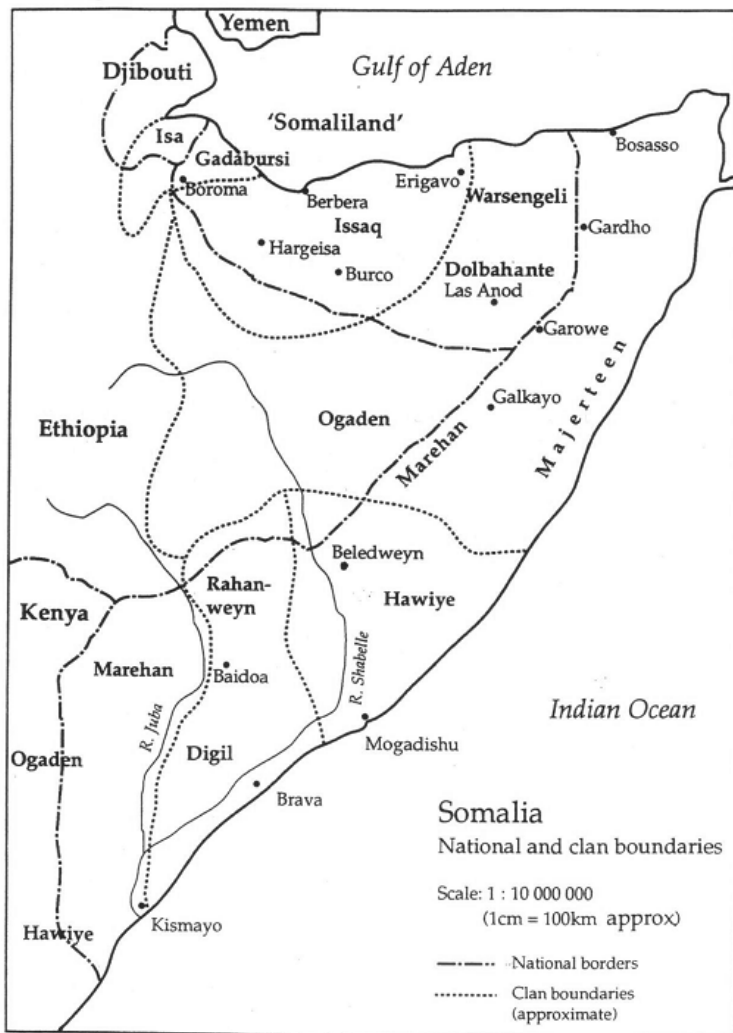 Yemen
Djibouti
Gulf of Aden
'Somaliland'
Isa
Bosasso
Gadabursi
Boroma
Erigavo
Berbera
Warsengeli
Issaq
Gardho
Hargeisa
Burco
Dolbahante
Las Anod
Garowe
Majerteen
Galkayo
Ogaden
Ethiopia
Marehan
Beledweyn
Rahan-
weyn
Hawiye
Kenya
Marehan
Baidoa
R. Shabelle
Indian Ocean
R. Juba
Mogadishu
Digil
Ogaden
Brava
Somalia
National and clan boundaries
Scale: 1 : 10 000 000
(1cm = 100km approx)
Kismayo
Hawiye
National borders
Clan boundaries
(approximate)